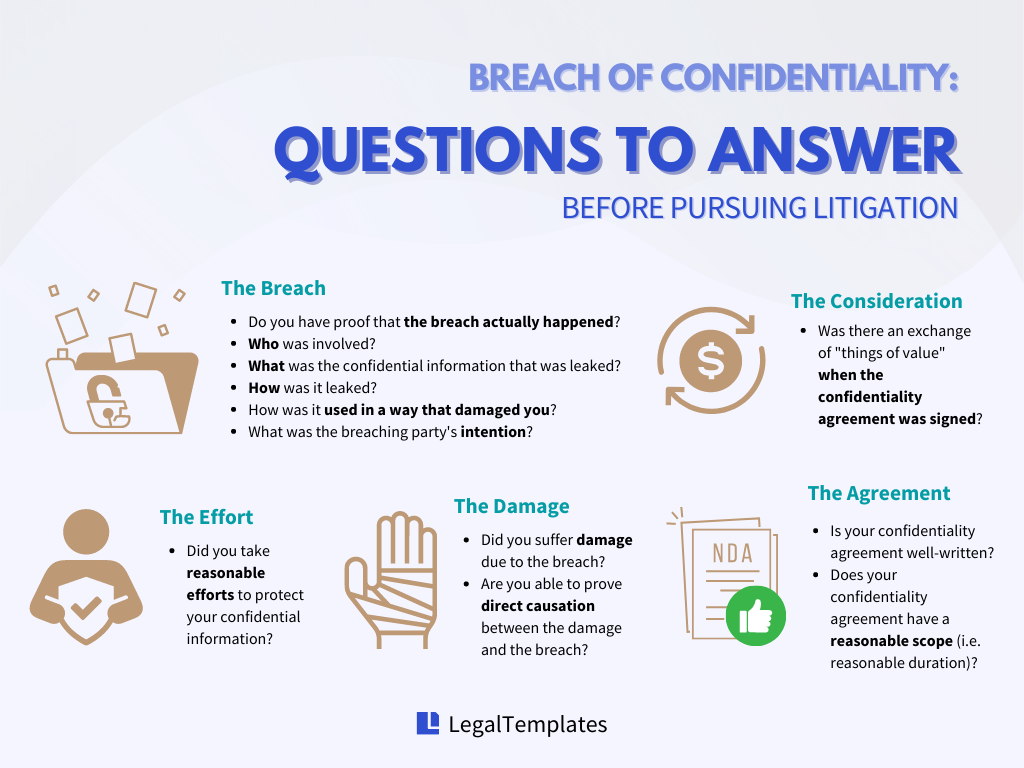 BREACH OF CONFIDENTIALITY:
QUESTIONS TO ANSWER
BEFORE PURSUING LITIGATION
The Breach
• Do you have proof that the breach actually happened?
• Who was involved?
• What was the confidential information that was leaked?
• How was it leaked?
• How was it used in a way that damaged you?
• What was the breaching party's intention?
The Consideration
• Was there an exchange
of "things of value"
when the
confidentiality
agreement was signed?
The Effort
• Did you take
reasonable
efforts to protect
your confidential
information?
The Damage
• Did you suffer damage
due to the breach?
• Are you able to prove
direct causation
between the damage
and the breach?
NDA
The Agreement
• Is your confidentiality
agreement well-written?
• Does your
confidentiality
agreement have a
reasonable scope (i.e.
reasonable duration)?
LegalTemplates